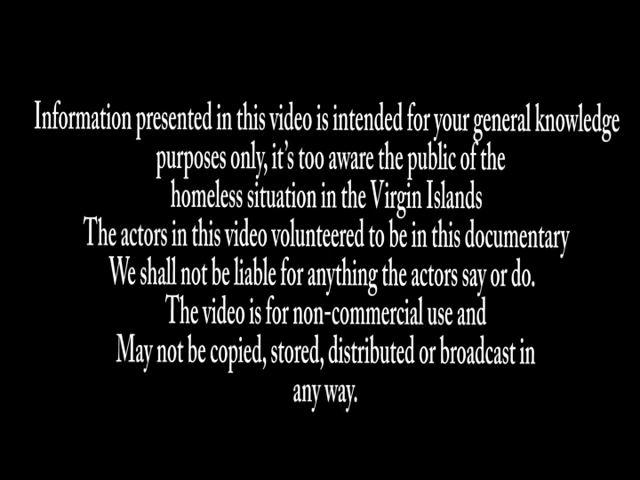 Information presented in this video is intended for your general knowledge
purposes only, it's too aware the public of the
homeless situation in the Virgin Islands
The actors in this video volunteered to be in this documentary
We shall not be liable for anything the actors say or do.
The video is for non-commercial use and
May not be copied, stored, distributed or broadcast in
any way.